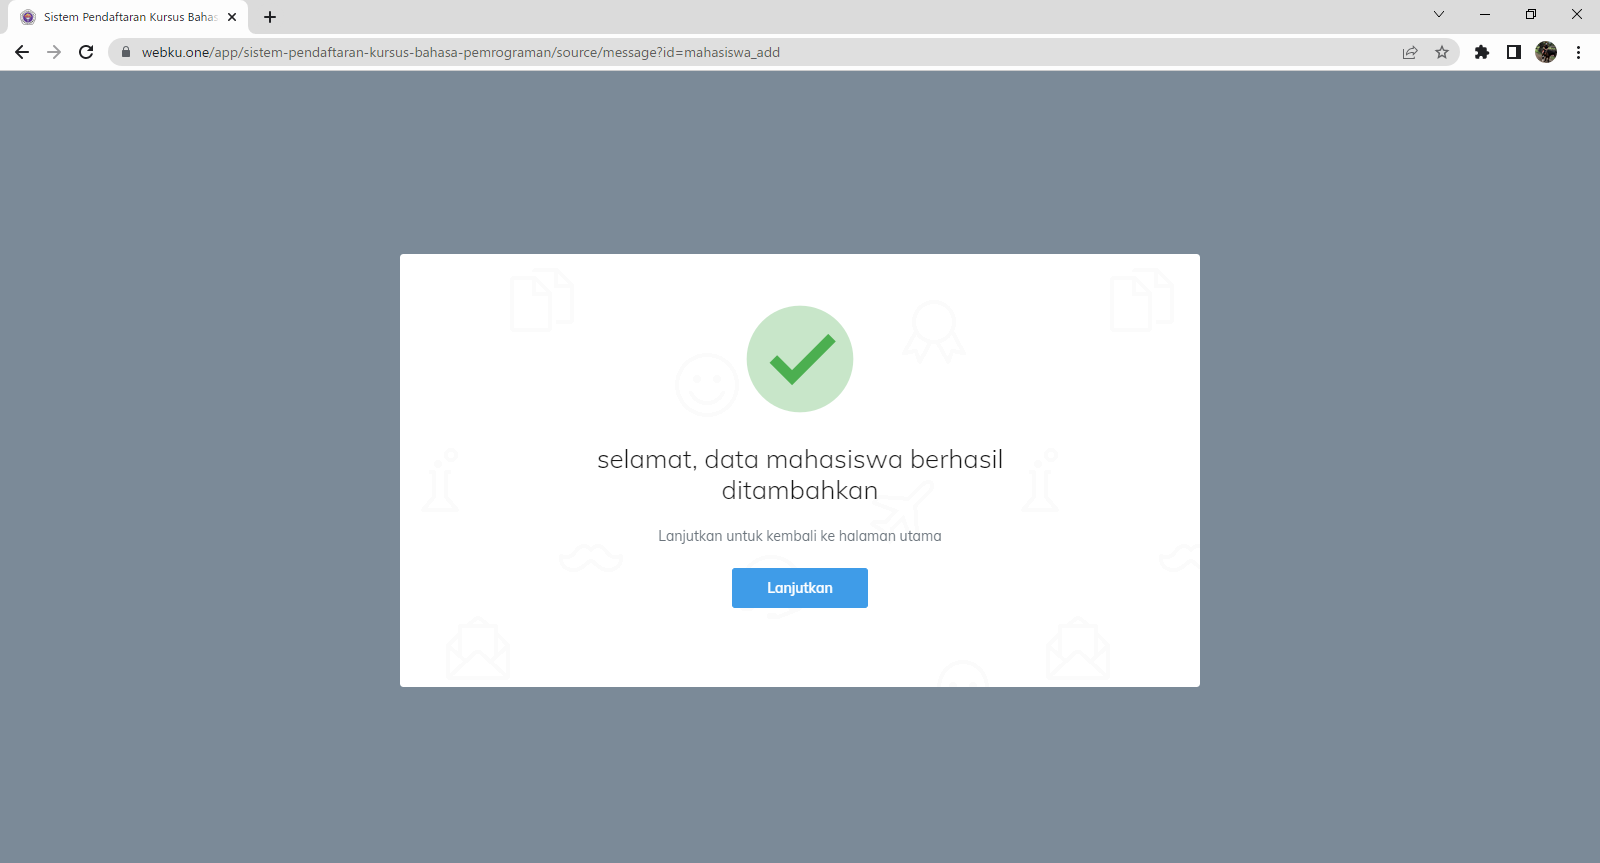 Sistem Pendaftaran Kursus Bahas
webku.one/app/sistem-pendaftaran-kursus-bahasa-pemrograman/source/message?id=mahasiswa_add
selamat, data mahasiswa berhasil
ditambahkan
Lanjutkan untuk kembali ke halaman utama
Lanjutkan